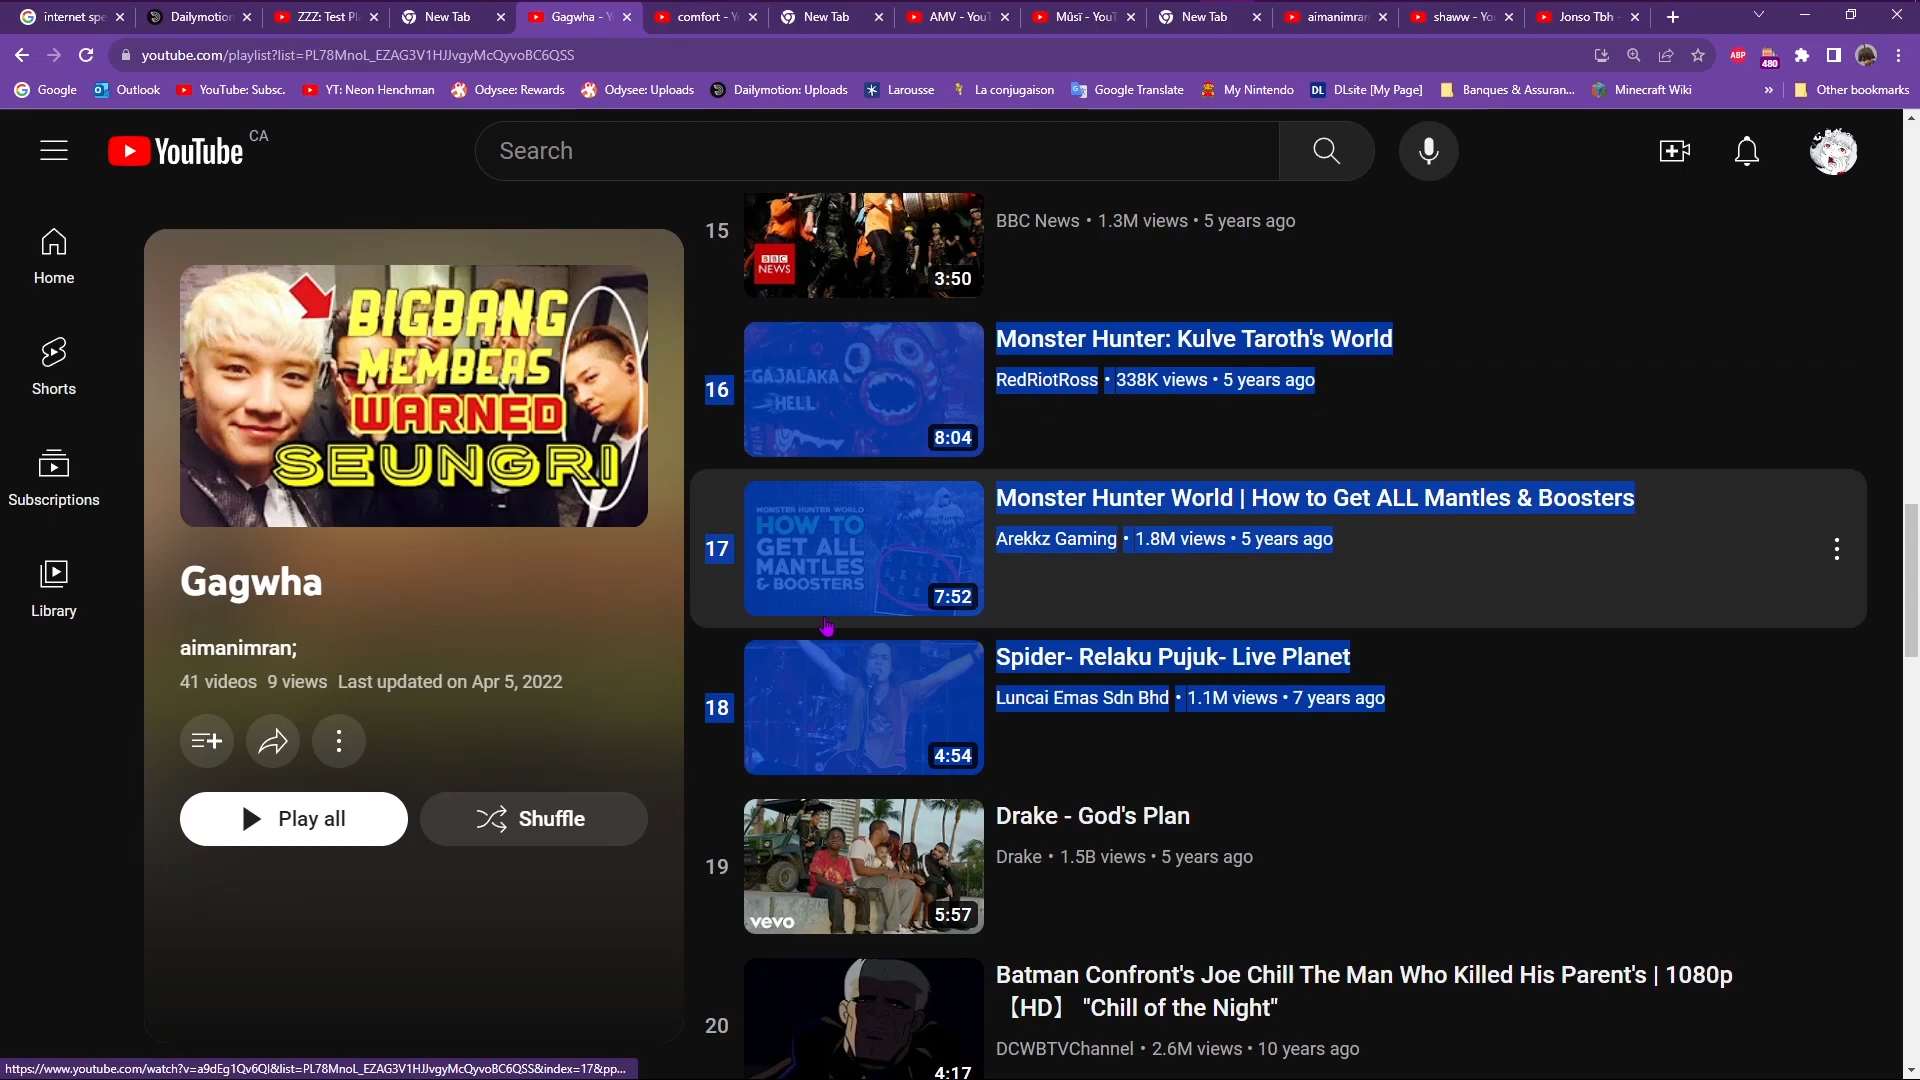 internet spe
Dailymotion
ZZZ: Test Pl
New Tab
Gagwha - Y
comfort - Y
New Tab
AMV - YouT
Mûsï - YouT
New Tab
aimanimran
shaww - Yo
Jonso Tbh
youtube.com/playlist?list=PL78MnoL_EZAG3V1HJJvgyMcQyvoBC6QSS
ABP
480
Google
Outlook
YouTube: Subsc.
YT: Neon Henchman
Odysee: Rewards
Odysee: Uploads
Dailymotion: Uploads
Larousse
La conjugaison
Google Translate
My Nintendo
DL DLsite [My Page]
Banques & Assuran...
Minecraft Wiki
»
Other bookmarks
YouTube CA
Search
Home
Shorts
Subscriptions
Library
BIGBANG
MEMBERS
WARNED
SEUNGRI
Gagwha
aimanimran;
41 videos 9 views Last updated on Apr 5, 2022
Play all
Shuffle
15
BBC NEWS
3:50
BBC News • 1.3M views • 5 years ago
16
GAJALAKA
HELL
8:04
Monster Hunter: Kulve Taroth's World
RedRiotRoss • 338K views • 5 years ago
17
MONSTER HUNTER WORLD
HOW TO
GET ALL
MANTLES
& BOOSTERS
7:52
Monster Hunter World | How to Get ALL Mantles & Boosters
Arekkz Gaming • 1.8M views • 5 years ago
18
4:54
Spider- Relaku Pujuk- Live Planet
Luncai Emas Sdn Bhd • 1.1M views • 7 years ago
19
vevo
5:57
Drake - God's Plan
Drake • 1.5B views • 5 years ago
20
4:17
Batman Confront's Joe Chill The Man Who Killed His Parent's | 1080p
【HD】 "Chill of the Night"
DCWBTVChannel • 2.6M views • 10 years ago
https://www.youtube.com/watch?v=a9dEg1Qv6QI&list=PL78MnoL_EZAG3V1HJJvgyMcQyvoBC6QSS&index=17&pp...